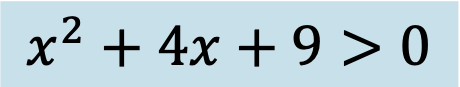 x² + 4x + 9 > 0